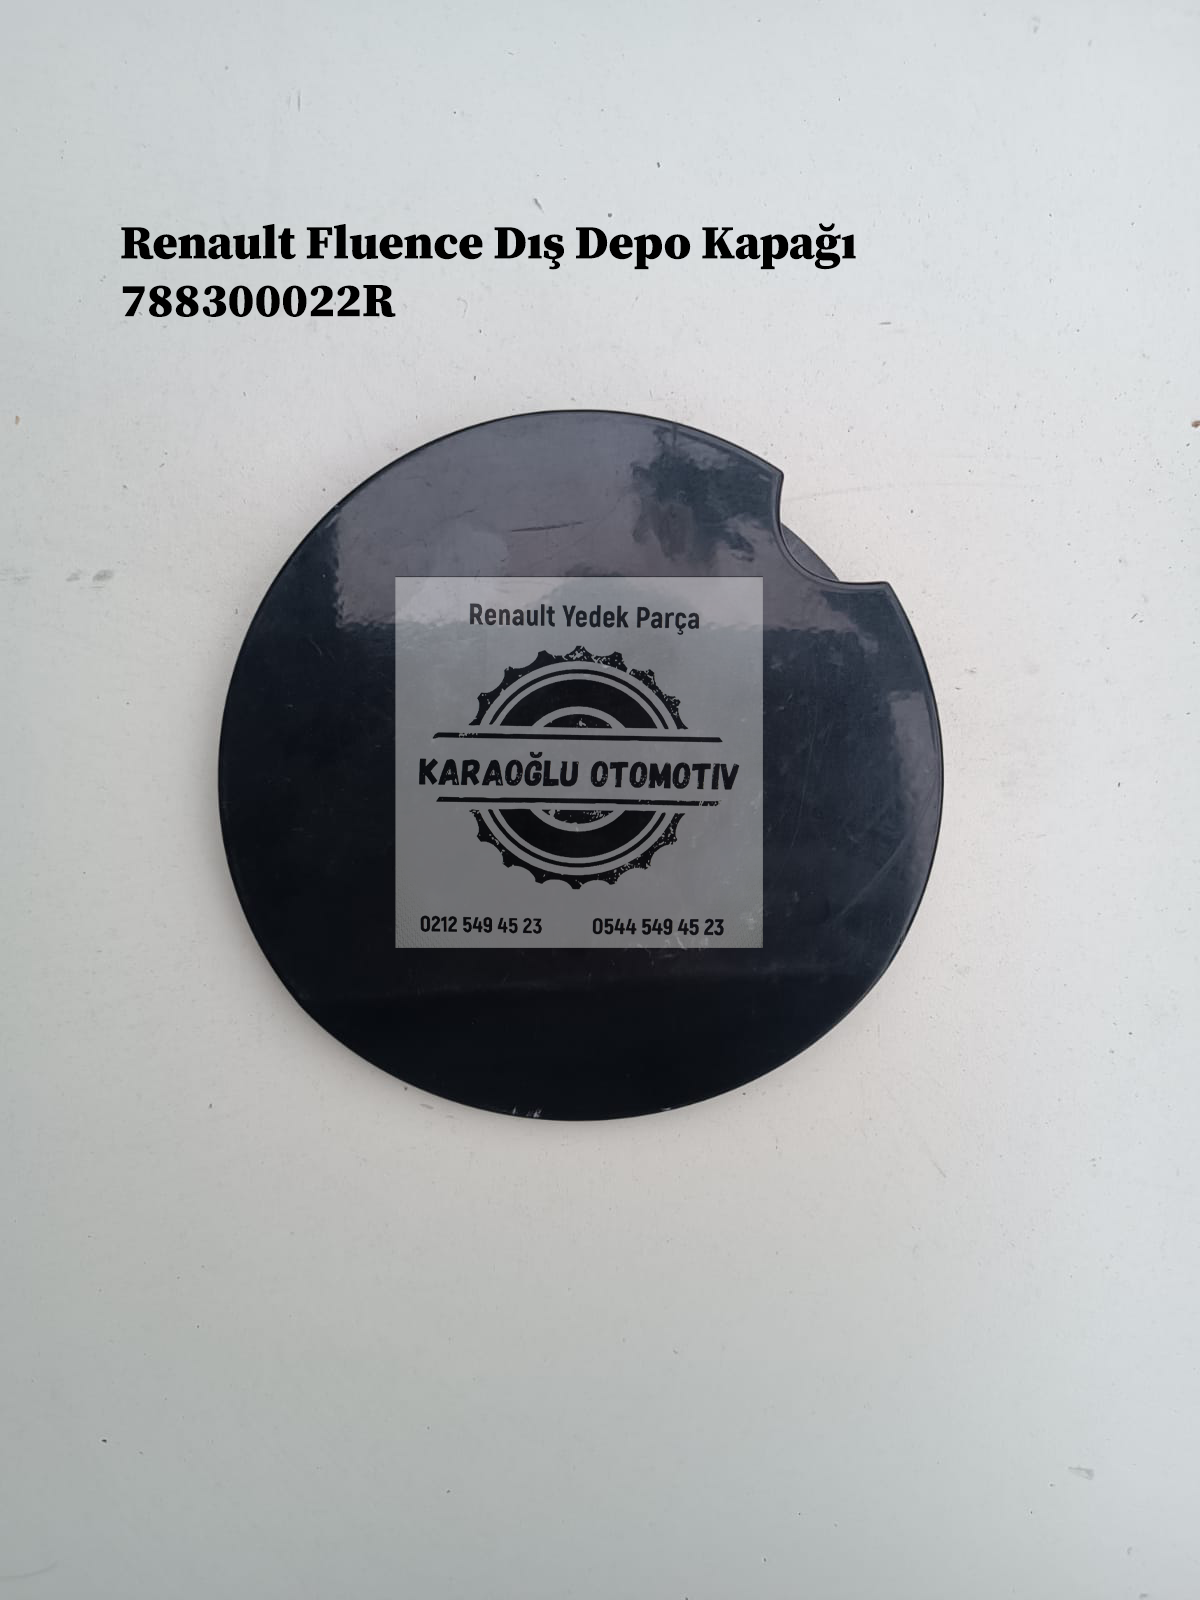 Renault Fluence Dış Depo Kapağı
788300022R
Renault Yedek Parça
KARAOĞLU OTOMOTIV
0212 549 45 23 0544 549 45 23